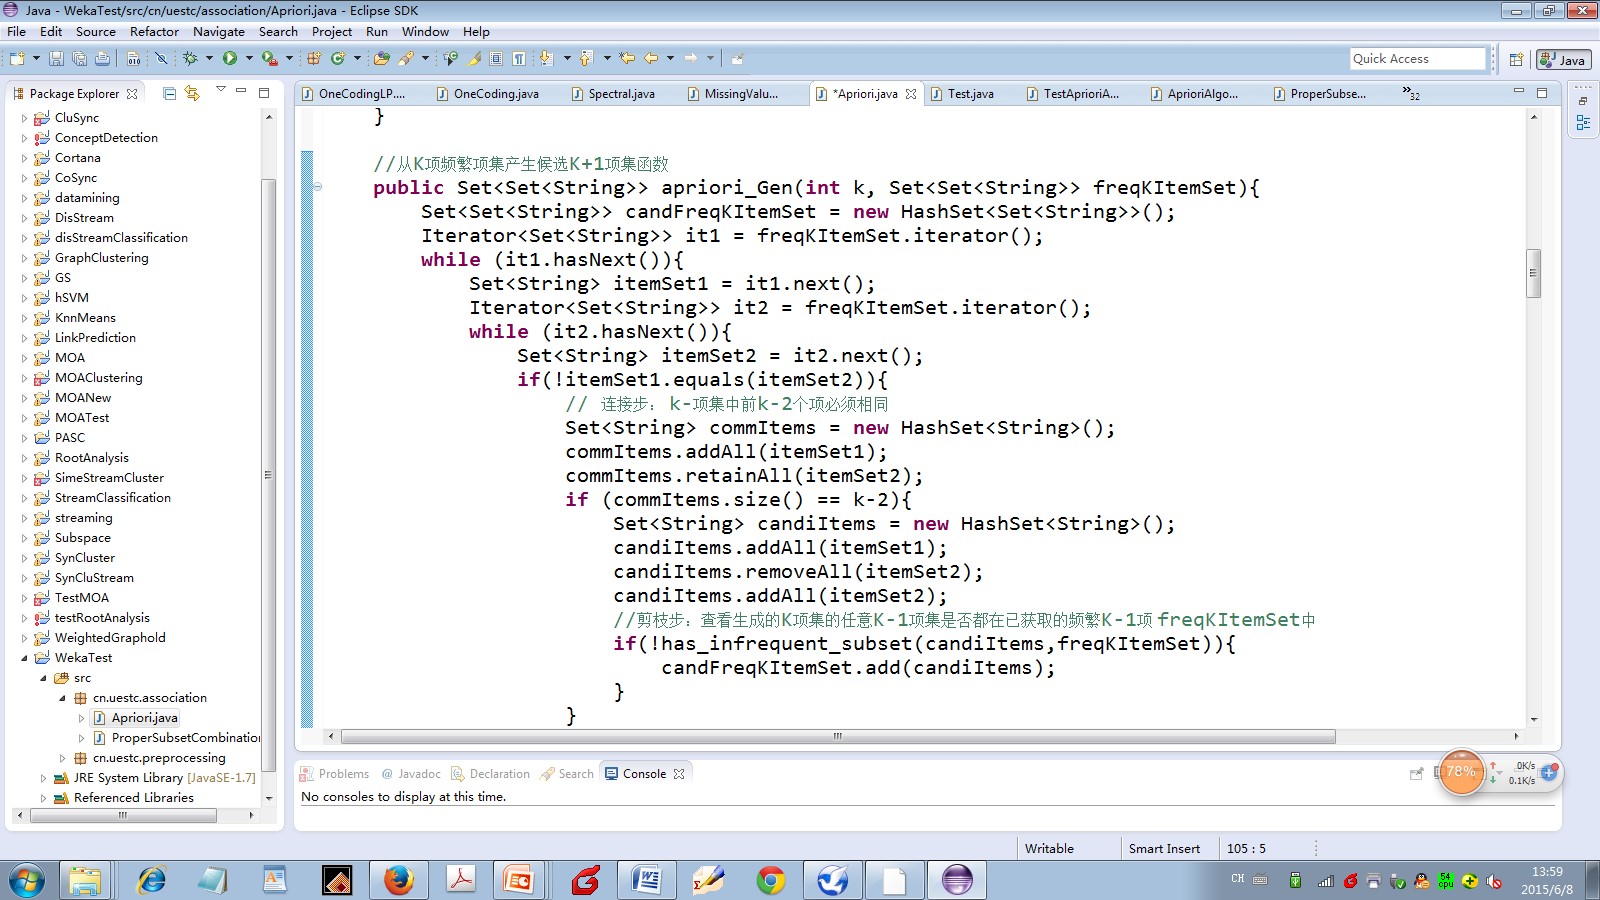 Java - WekaTest/src/cn/uestc/association/Apriori.java - Eclipse SDK
File Edit Source Refactor Navigate Search Project Run Window Help
Quick Access
Java
Package Explorer
OneCodingLP.... OneCoding.java Spectral.java MissingValu... *Apriori.java Test.java TestAprioriA... AprioriAlgo... ProperSubse... »32
CluSync
ConceptDetection
Cortana
CoSync
datamining
DisStream
disStreamClassification
GraphClustering
GS
hSVM
KnnMeans
LinkPrediction
MOA
MOAClustering
MOANew
MOATest
PASC
RootAnalysis
SimeStreamCluster
StreamClassification
streaming
Subspace
SynCluster
SynCluStream
TestMOA
testRootAnalysis
WeightedGraphold
WekaTest
src
cn.uestc.association
Apriori.java
ProperSubsetCombination
cn.uestc.preprocessing
JRE System Library [JavaSE-1.7]
Referenced Libraries
}
//从K项频繁项集产生候选K+1项集函数
public Set<Set<String>> apriori_Gen(int k, Set<Set<String>> freqKItemSet){
Set<Set<String>> candFreqKItemSet = new HashSet<Set<String>>();
Iterator<Set<String>> it1 = freqKItemSet.iterator();
while (it1.hasNext()){
Set<String> itemSet1 = it1.next();
Iterator<Set<String>> it2 = freqKItemSet.iterator();
while (it2.hasNext()){
Set<String> itemSet2 = it2.next();
if(!itemSet1.equals(itemSet2)){
// 连接步: k-项集中前k-2个项必须相同
Set<String> commItems = new HashSet<String>();
commItems.addAll(itemSet1);
commItems.retainAll(itemSet2);
if (commItems.size() == k-2){
Set<String> candiItems = new HashSet<String>();
candiItems.addAll(itemSet1);
candiItems.removeAll(itemSet2);
candiItems.addAll(itemSet2);
//剪枝步：查看生成的K项集的任意K-1项集是否都在已获取的频繁K-1项 freqKItemSet中
if(!has_infrequent_subset(candiItems,freqKItemSet)){
candFreqKItemSet.add(candiItems);
}
}
Problems @ Javadoc Declaration Search Console
No consoles to display at this time.
78%
0K/s
0.1K/s
Writable Smart Insert 105 : 5
CH
54
cpu
13:59
2015/6/8